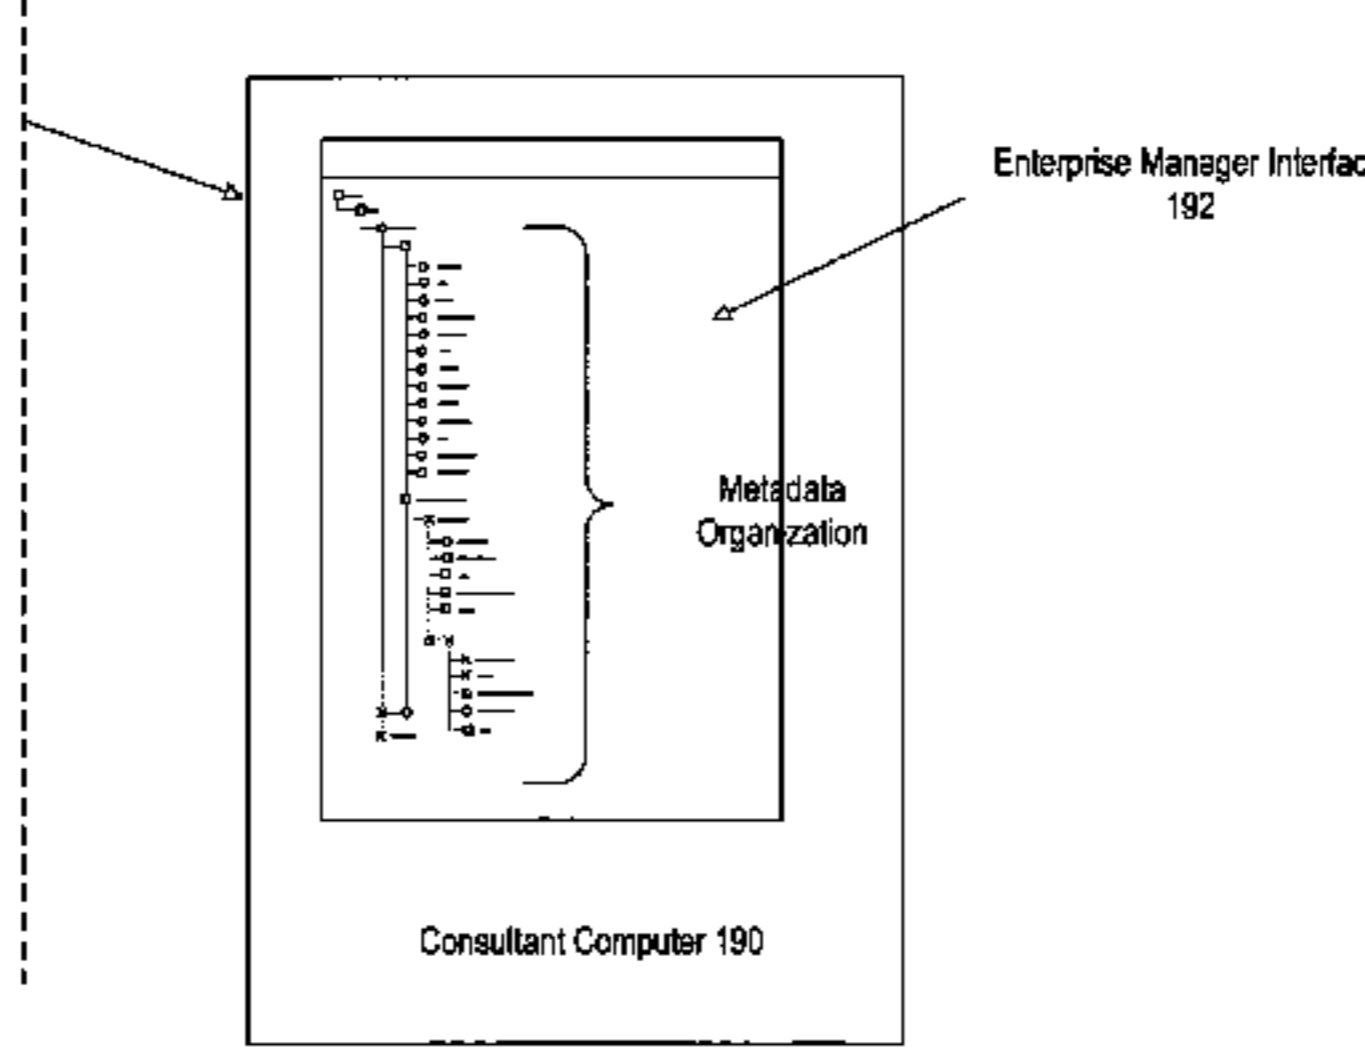 Enterprise Manager Interfac
192
Metadata
Organization
Consultant Computer 190